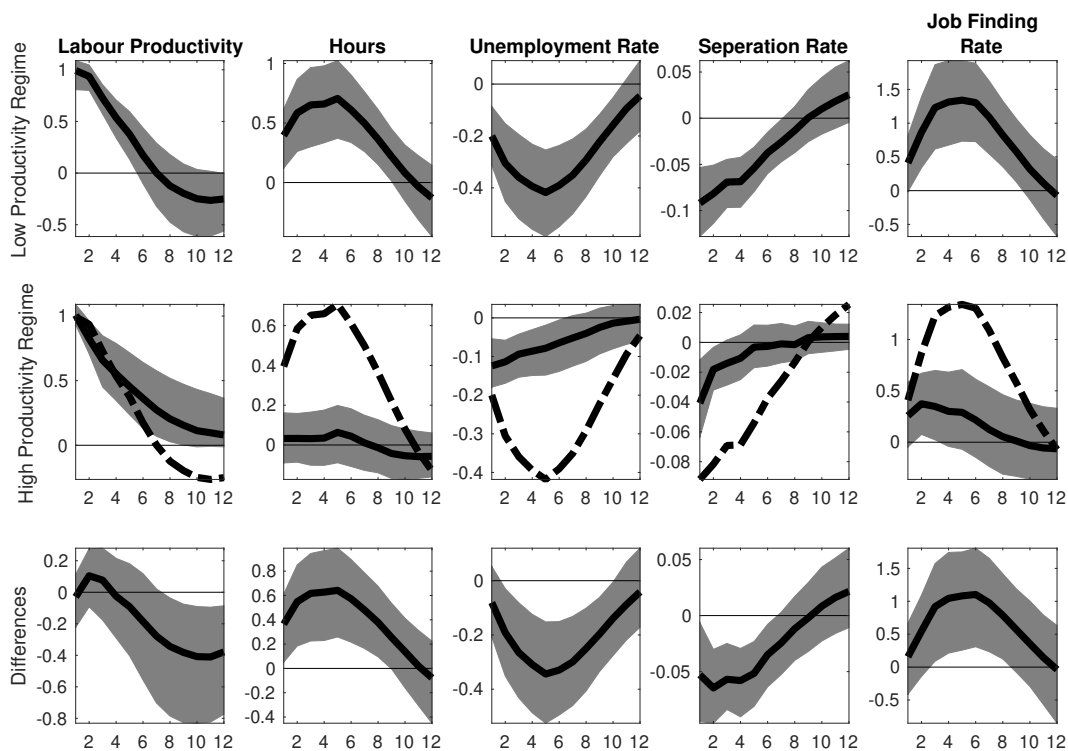 Labour Productivity
Hours
Unemployment Rate
Seperation Rate
Job Finding
Rate
Low Productivity Regime
1
0.5
0
-0.5
2 4 6 8 10 12
1
0.5
0
2 4 6 8 10 12
0
-0.2
-0.4
2 4 6 8 10 12
0.05
0
-0.05
-0.1
2 4 6 8 10 12
1.5
1
0.5
0
-0.5
2 4 6 8 10 12
High Productivity Regime
1
0.5
0
2 4 6 8 10 12
0.6
0.4
0.2
0
2 4 6 8 10 12
0
-0.1
-0.2
-0.3
-0.4
2 4 6 8 10 12
0.02
0
-0.02
-0.04
-0.06
-0.08
2 4 6 8 10 12
1
0.5
0
2 4 6 8 10 12
Differences
0.2
0
-0.2
-0.4
-0.6
-0.8
2 4 6 8 10 12
0.8
0.6
0.4
0.2
0
-0.2
-0.4
2 4 6 8 10 12
0
-0.2
-0.4
2 4 6 8 10 12
0.05
0
-0.05
2 4 6 8 10 12
1.5
1
0.5
0
-0.5
2 4 6 8 10 12